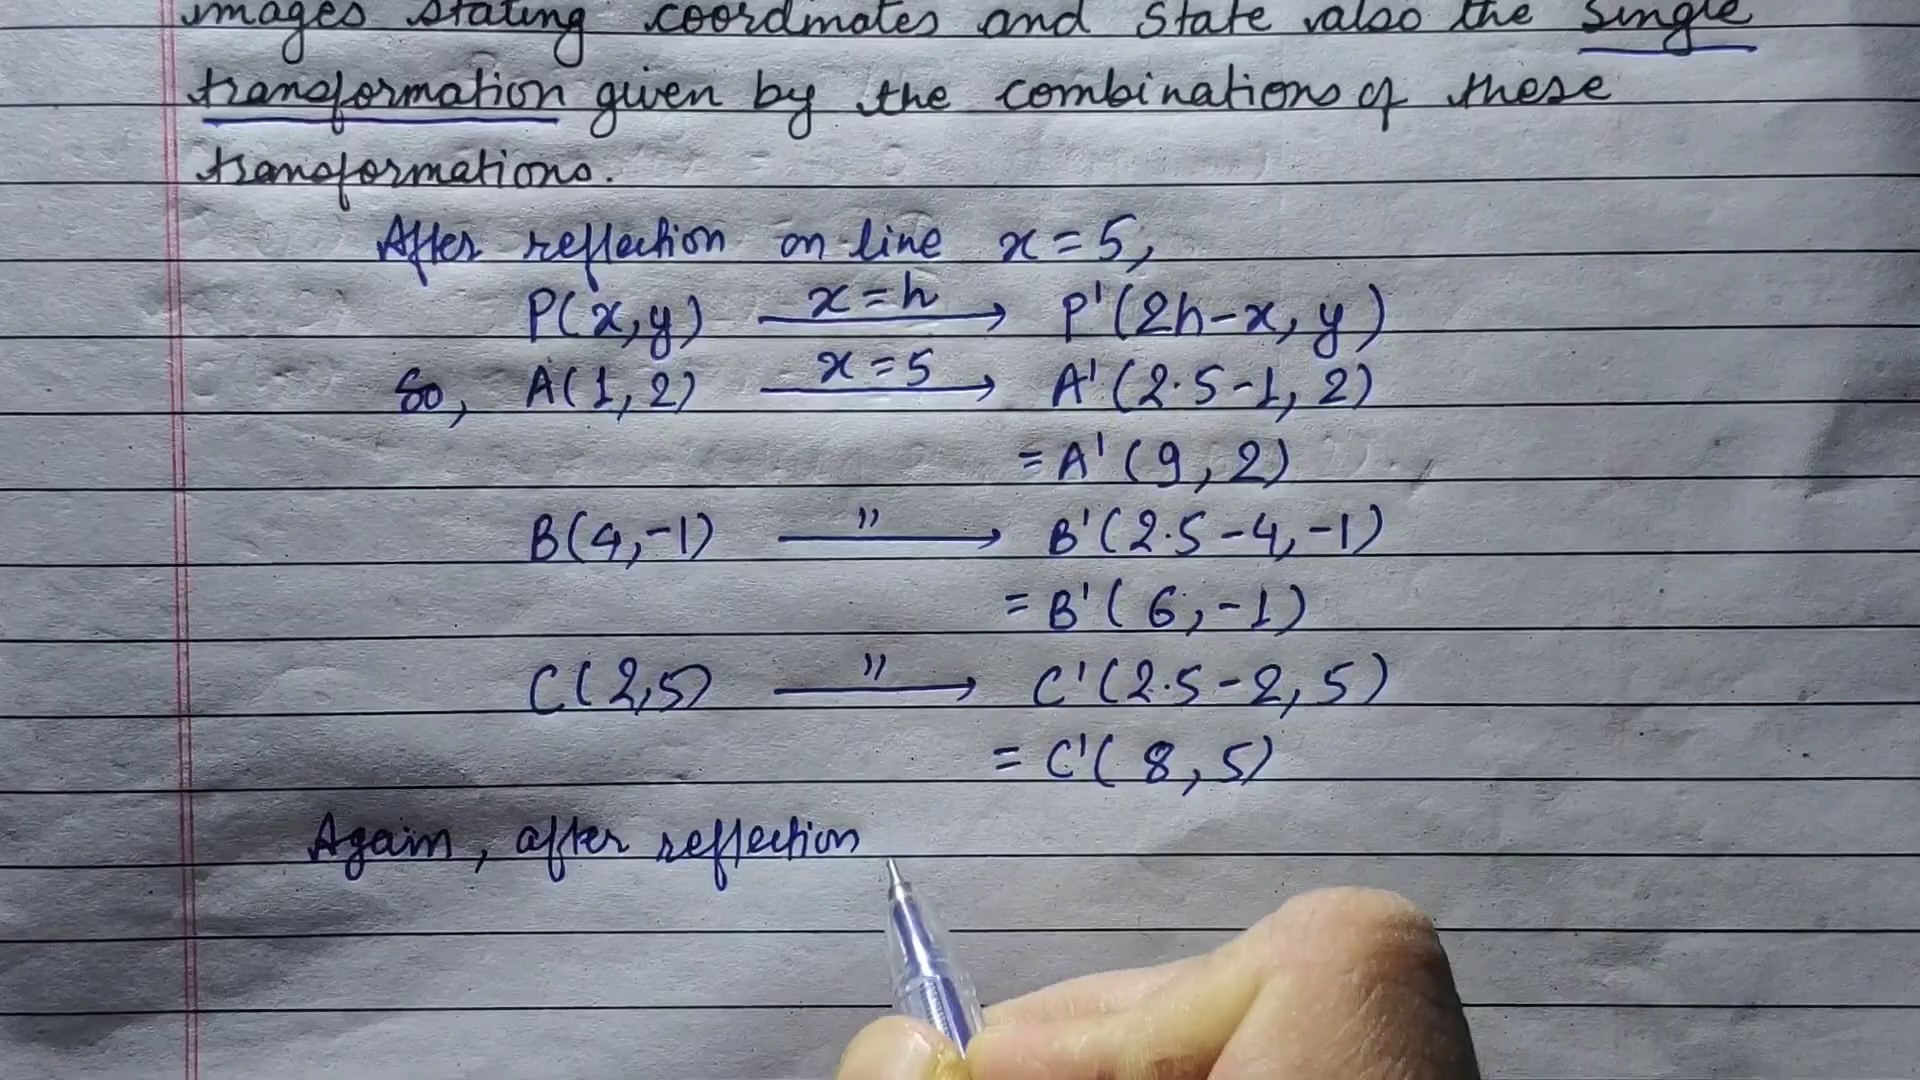 images stating coordinates and state also the single
transformation given by the combinations of these
transformations.
After reflection on line x = 5,
P(x,y) x = h → P'(2h-x, y)
So, A(1, 2) x = 5 → A'(2.5-1, 2)
= A'(9, 2)
B(4,-1) " → B'(2.5-4, -1)
= B'(6, -1)
C(2,5) " → C'(2.5-2, 5)
= C'(8, 5)
Again, after reflection